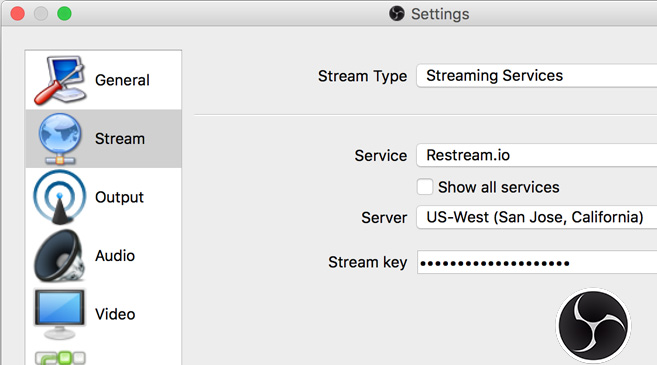 Settings
General
Stream Type Streaming Services
Stream
Service Restream.io
Show all services
Output
Server US-West (San Jose, California)
Audio
Stream key ••••••••••••••••••••
Video